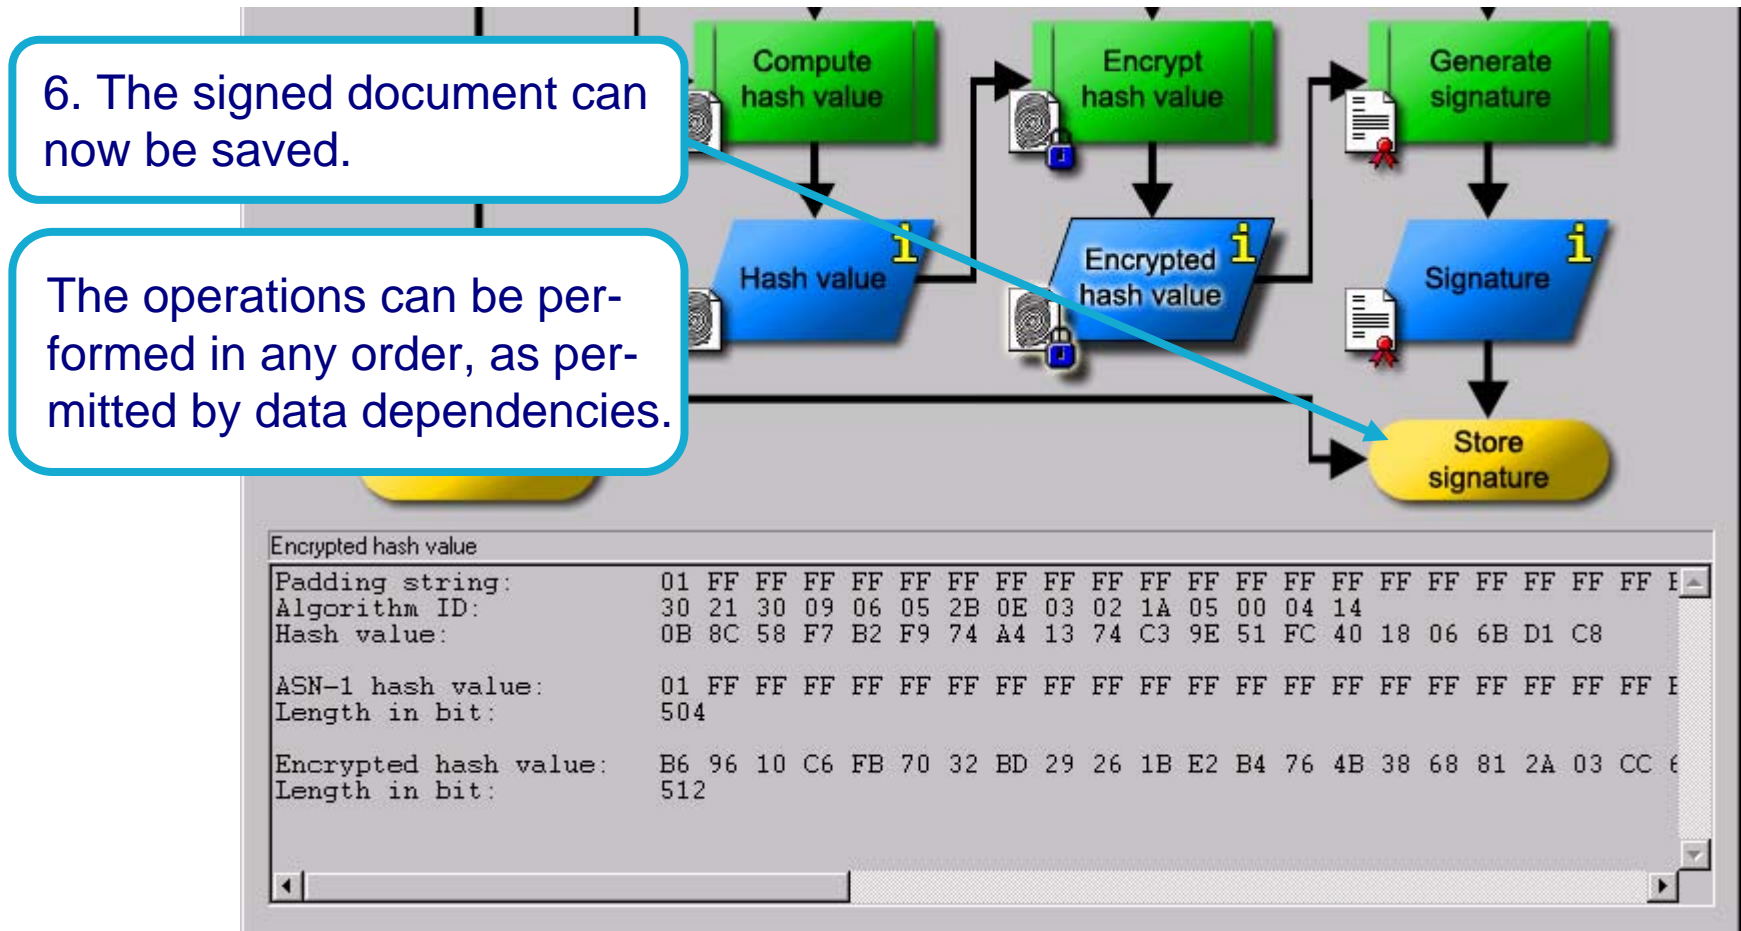 6. The signed document can
now be saved.
The operations can be per-
formed in any order, as per-
mitted by data dependencies.
Compute
hash value
Encrypt
hash value
Generate
signature
Hash value
i
Encrypted
hash value
i
Signature
i
Store
signature
Encrypted hash value
Padding string: 01 FF FF FF FF FF FF FF FF FF FF FF FF FF FF FF FF FF FF FF FF
Algorithm ID: 30 21 30 09 06 05 2B 0E 03 02 1A 05 00 04 14
Hash value: 0B 8C 58 F7 B2 F9 74 A4 13 74 C3 9E 51 FC 40 18 06 6B D1 C8
ASN-1 hash value: 01 FF FF FF FF FF FF FF FF FF FF FF FF FF FF FF FF FF FF FF FF
Length in bit: 504
Encrypted hash value: B6 96 10 C6 FB 70 32 BD 29 26 1B E2 B4 76 4B 38 68 81 2A 03 CC
Length in bit: 512